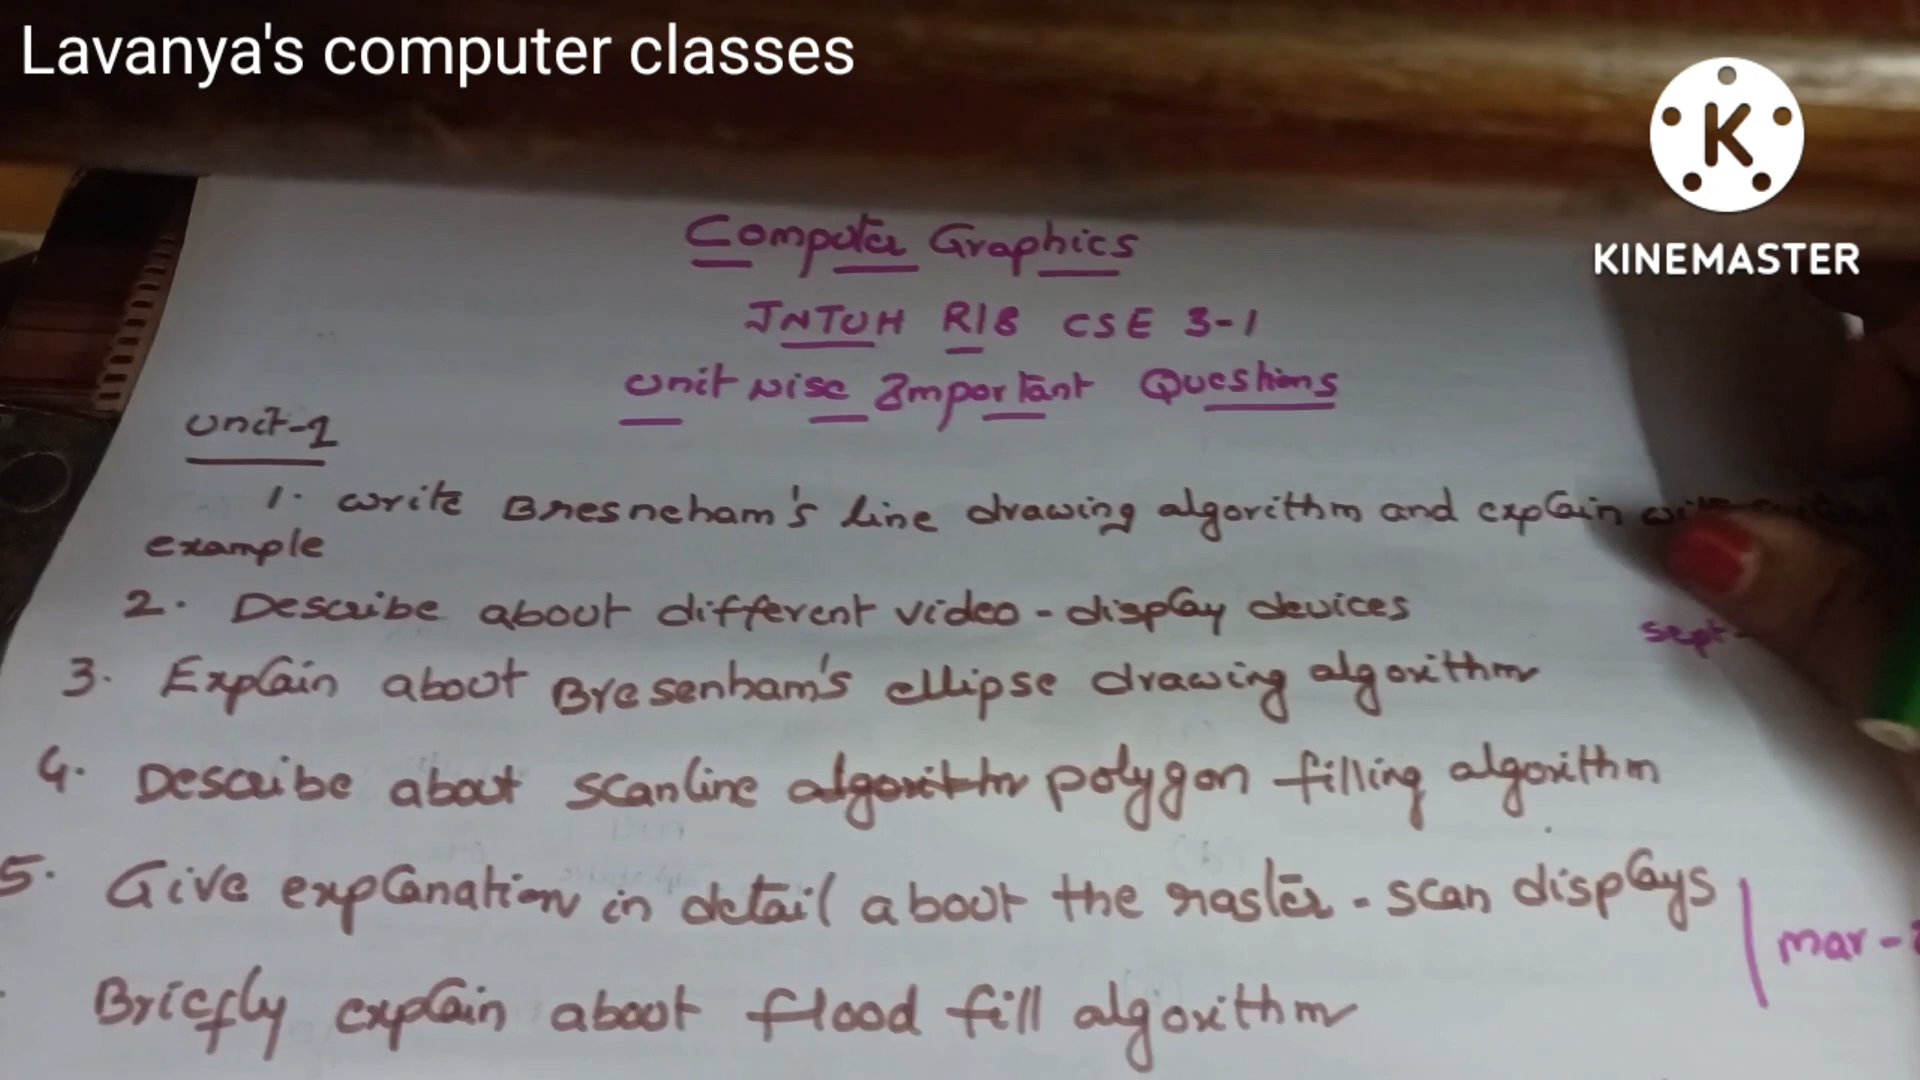 Lavanya's computer classes
KINEMASTER
Computer Graphics
JNTUH R18 CSE 3-1
Unit wise Important Questions
Unit-1
1. Write Bresneham's line drawing algorithm and explain
example
2. Describe about different video - display devices
sept
3. Explain about Bresenham's ellipse drawing algorithm
4. Describe about scanline algorithm polygon filling algorithm
5. Give explanation in detail about the raster - scan displays
mar -
Briefly explain about flood fill algorithm